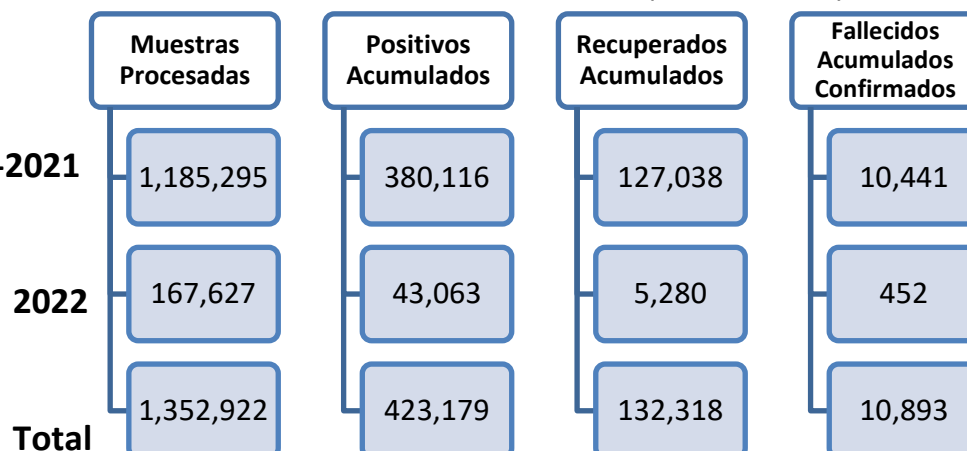 Muestras
Procesadas
Positivos
Acumulados
Recuperados
Acumulados
Fallecidos
Acumulados
Confirmados
-2021
1,185,295
380,116
127,038
10,441
2022
167,627
43,063
5,280
452
Total
1,352,922
423,179
132,318
10,893